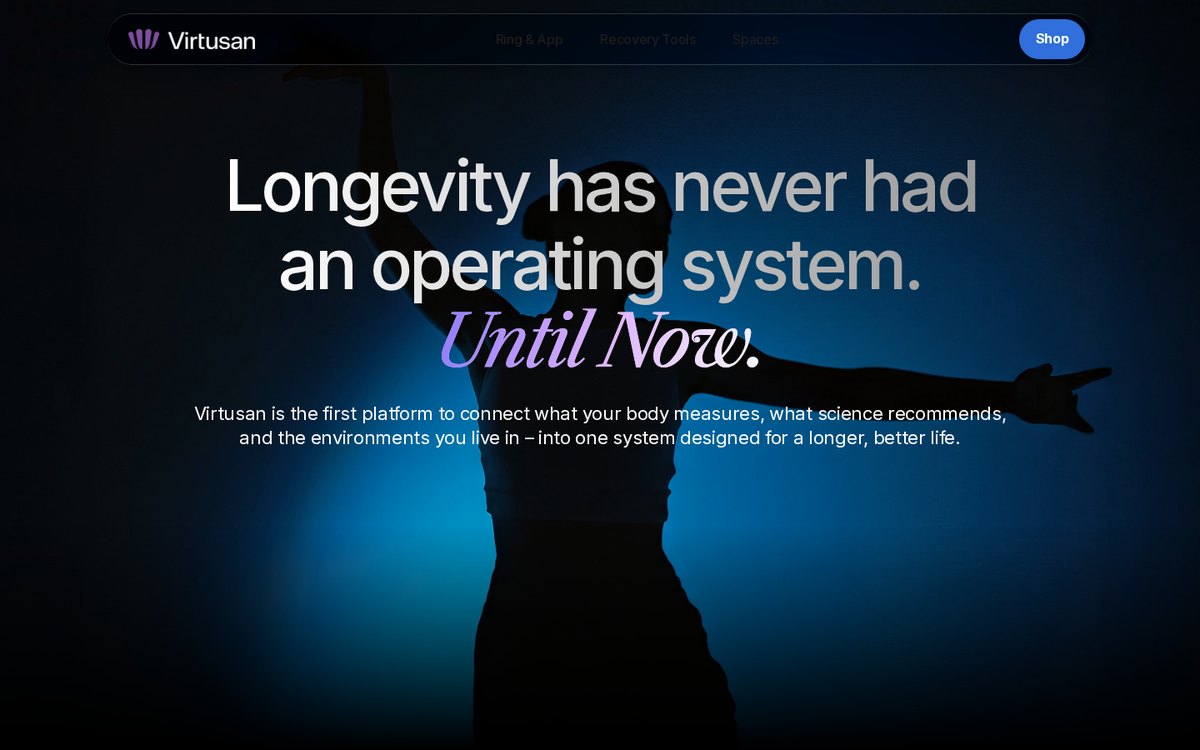 Virtusan
Ring & App
Recovery Tools
Spaces
Shop
Longevity has never had
an operating system.
Until Now.
Virtusan is the first platform to connect what your body measures, what science recommends,
and the environments you live in – into one system designed for a longer, better life.